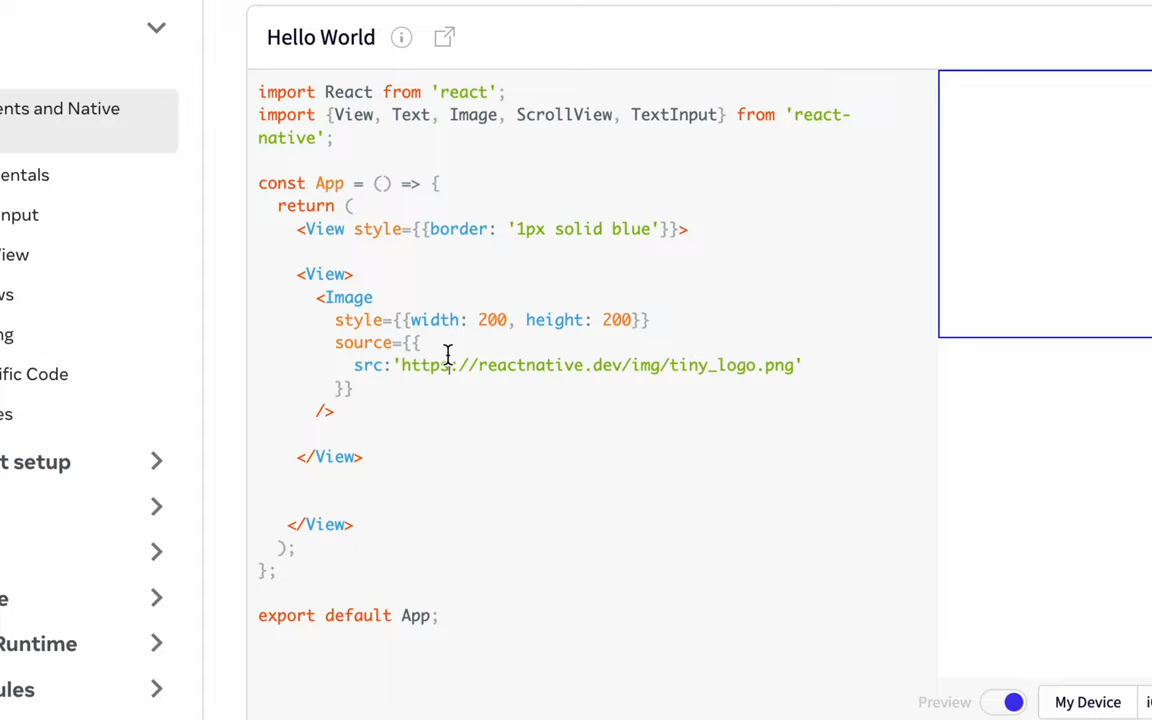 Hello World
ents and Native
entals
nput
iew
ws
ng
ific Code
es
t setup
e
Runtime
ules
import React from 'react';
import {View, Text, Image, ScrollView, TextInput} from 'react-
native';
const App = () => {
return (
<View style={{border: '1px solid blue'}}>
<View>
<Image
style={{width: 200, height: 200}}
source={{
src:'https://reactnative.dev/img/tiny_logo.png'
}}
/>
</View>
</View>
);
};
export default App;
Preview
My Device